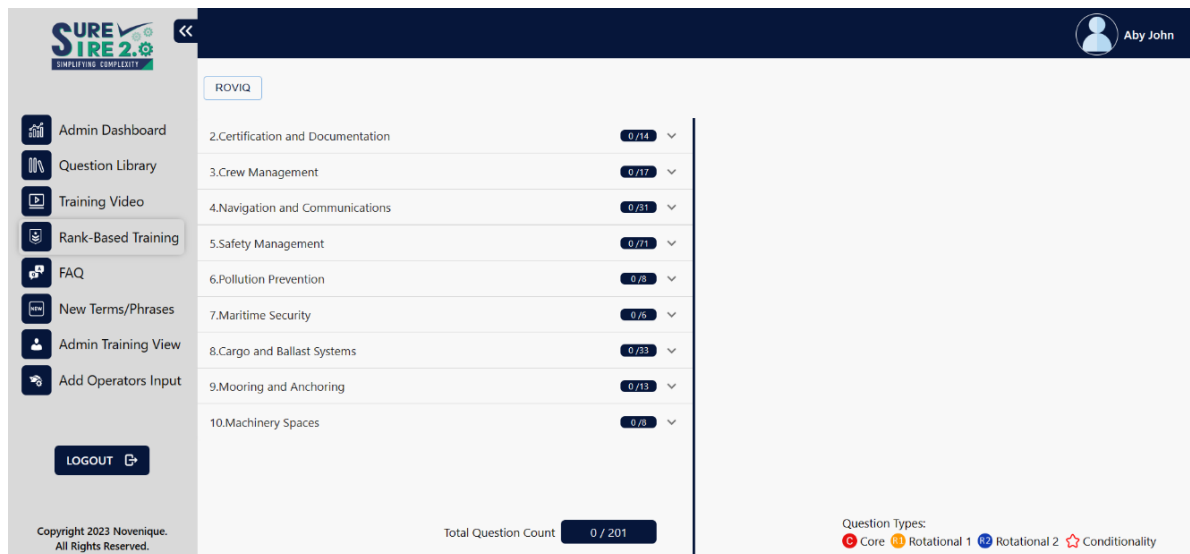 SURE
SIRE 2.0
SIMPLIFYING COMPLEXITY
Aby John
ROVIQ
Admin Dashboard
Question Library
Training Video
Rank-Based Training
FAQ
NEW
New Terms/Phrases
Admin Training View
Add Operators Input
LOGOUT
Copyright 2023 Novenique.
All Rights Reserved.
2.Certification and Documentation 0 /14
3.Crew Management 0 /17
4.Navigation and Communications 0 /31
5.Safety Management 0 /71
6.Pollution Prevention 0 /8
7.Maritime Security 0 /6
8.Cargo and Ballast Systems 0 /33
9.Mooring and Anchoring 0 /13
10.Machinery Spaces 0 /8
Total Question Count 0 / 201
Question Types:
C Core R1 Rotational 1 R2 Rotational 2 Conditionality